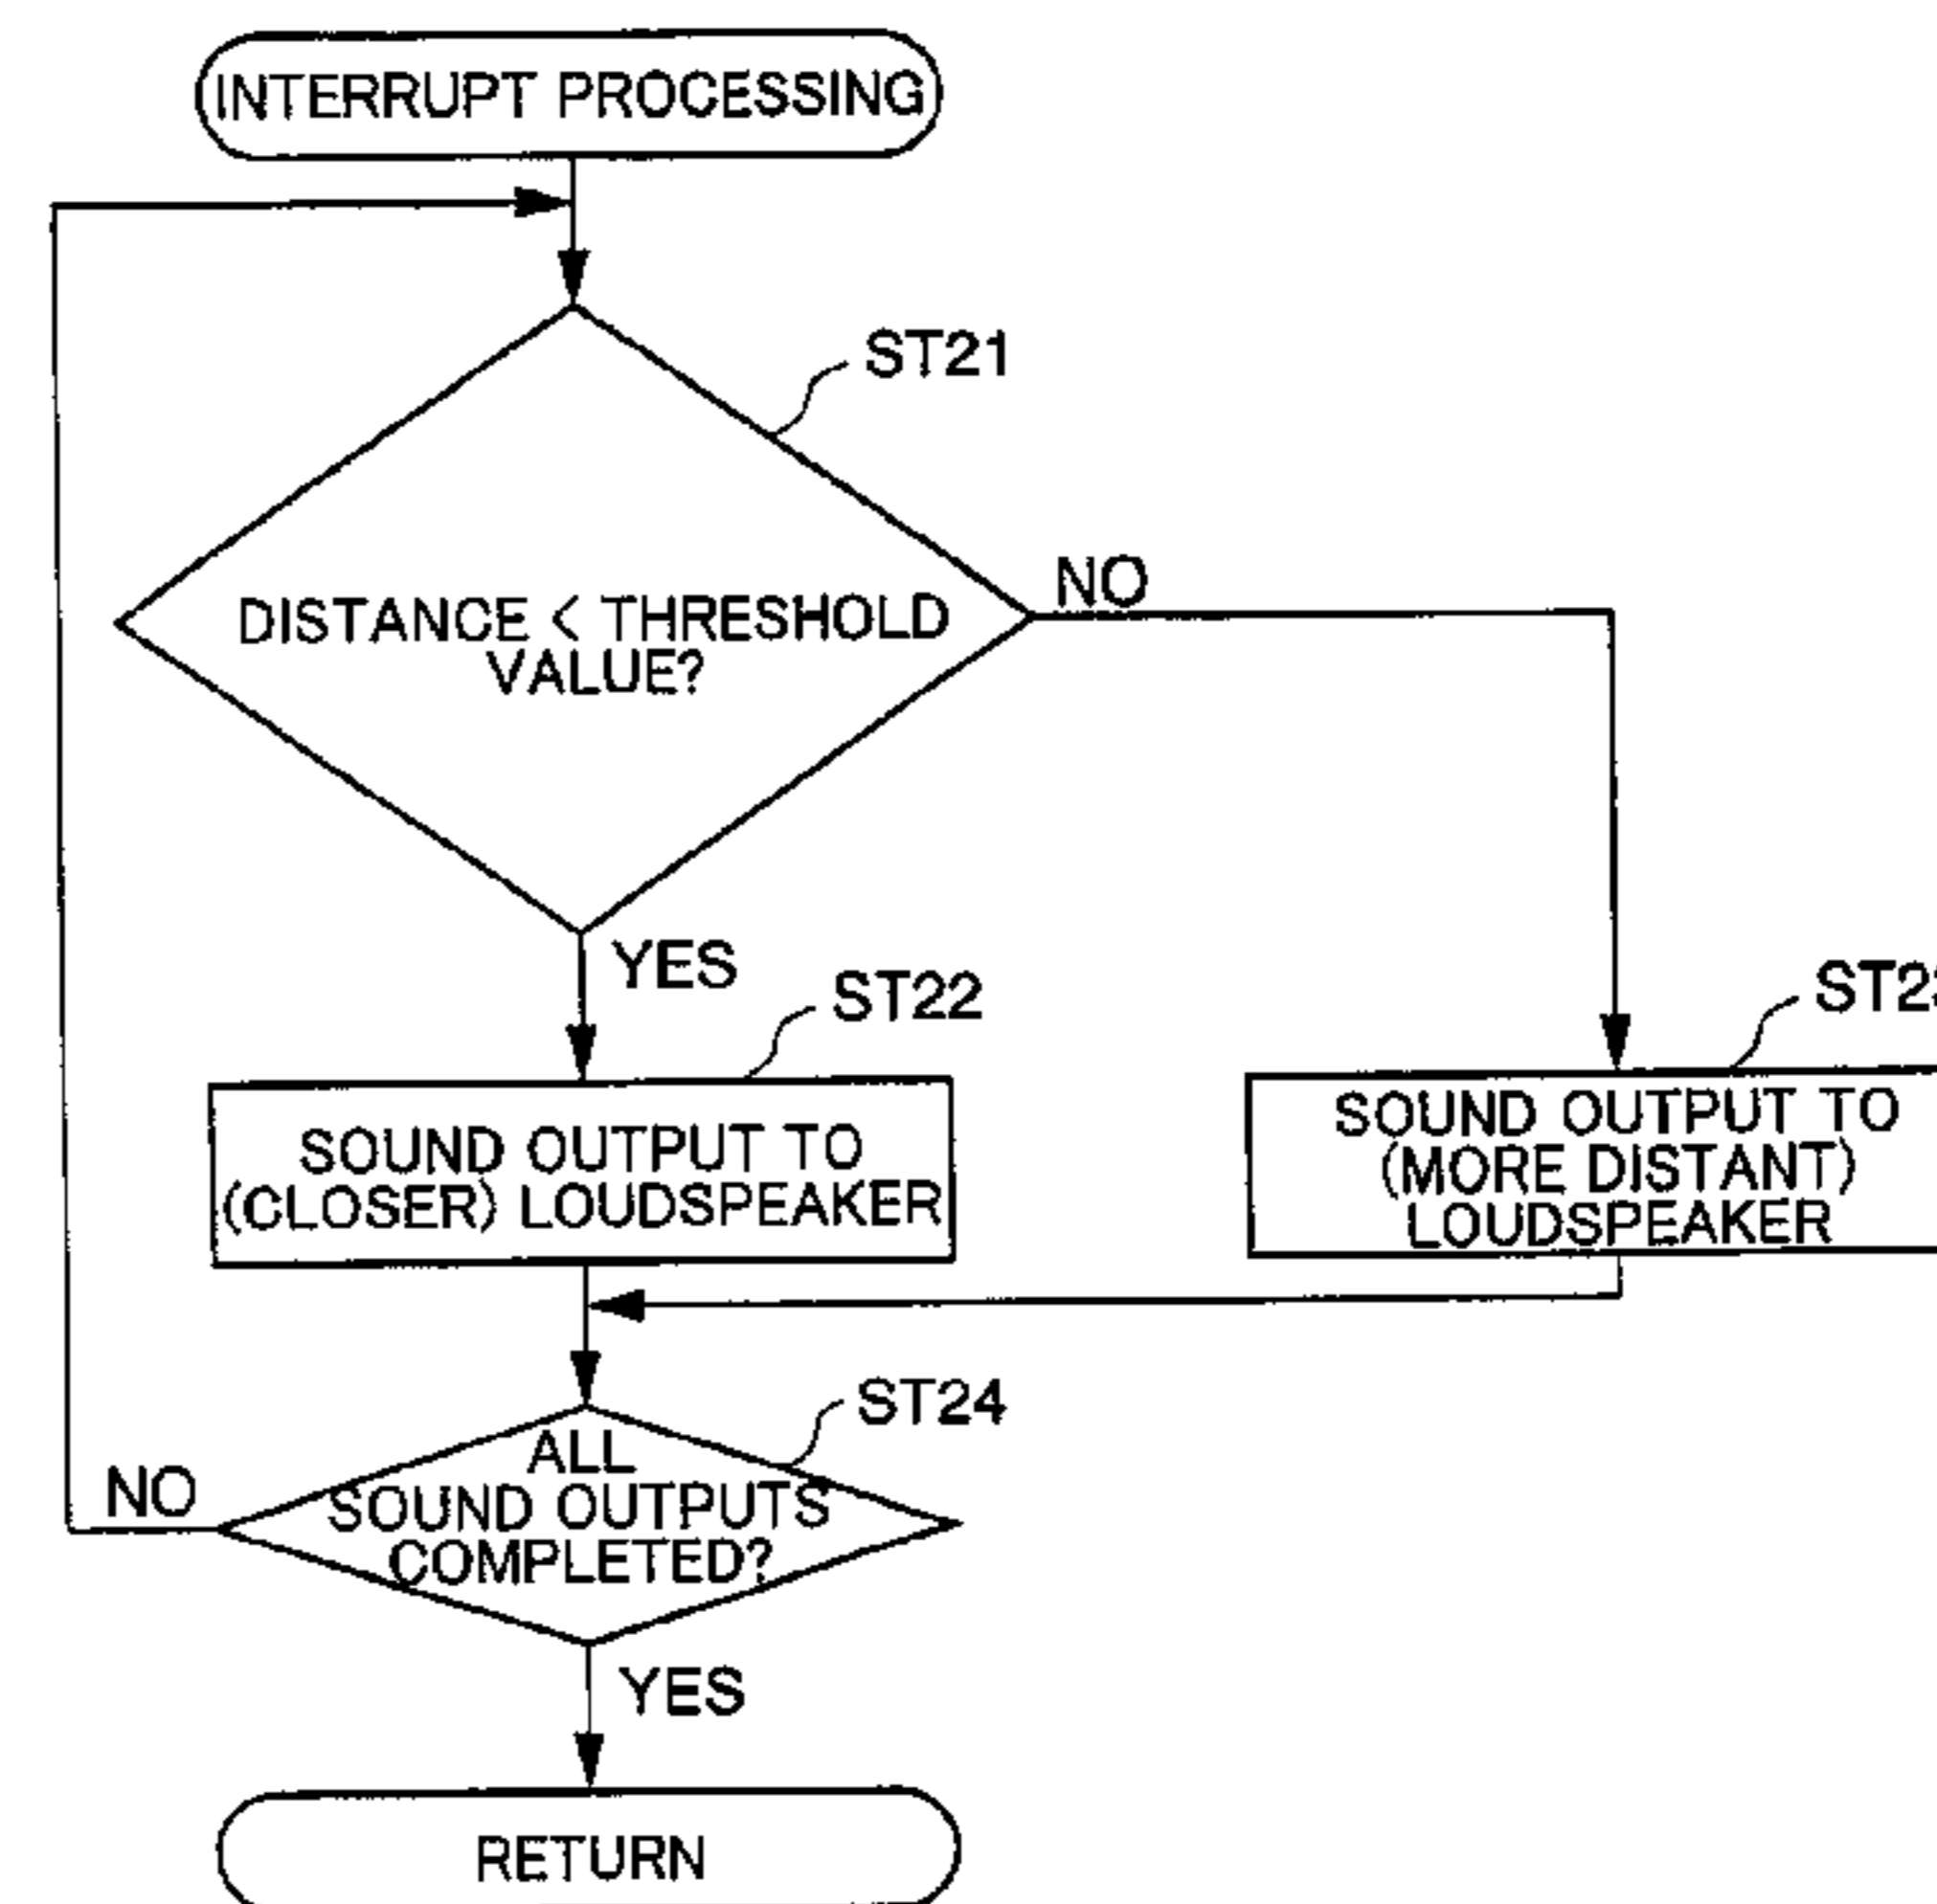 INTERRUPT PROCESSING
ST21
DISTANCE < THRESHOLD
VALUE?
NO
YES
ST22
SOUND OUTPUT TO
(CLOSER) LOUDSPEAKER
SOUND OUTPUT TO
(MORE DISTANT)
LOUDSPEAKER
ST24
ALL
SOUND OUTPUTS
COMPLETED?
NO
YES
RETURN